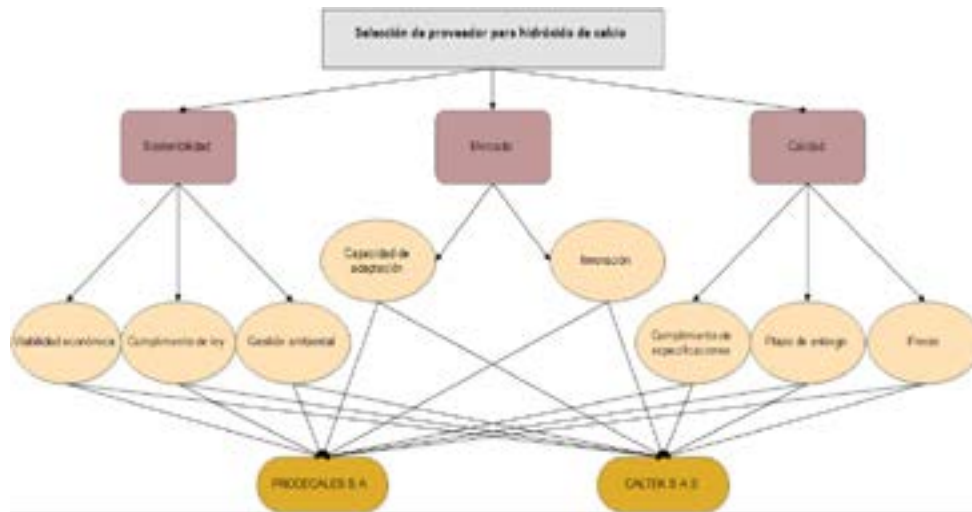 Selección de proveedor para hidróxido de calcio
Sostenibilidad
Mercado
Calidad
Capacidad de
adaptación
Innovación
Viabilidad económica
Cumplimiento de ley
Gestión ambiental
Cumplimiento de
especificaciones
Plazo de entrega
Precio
PRODECALES S.A.
CALTEK S.A.S